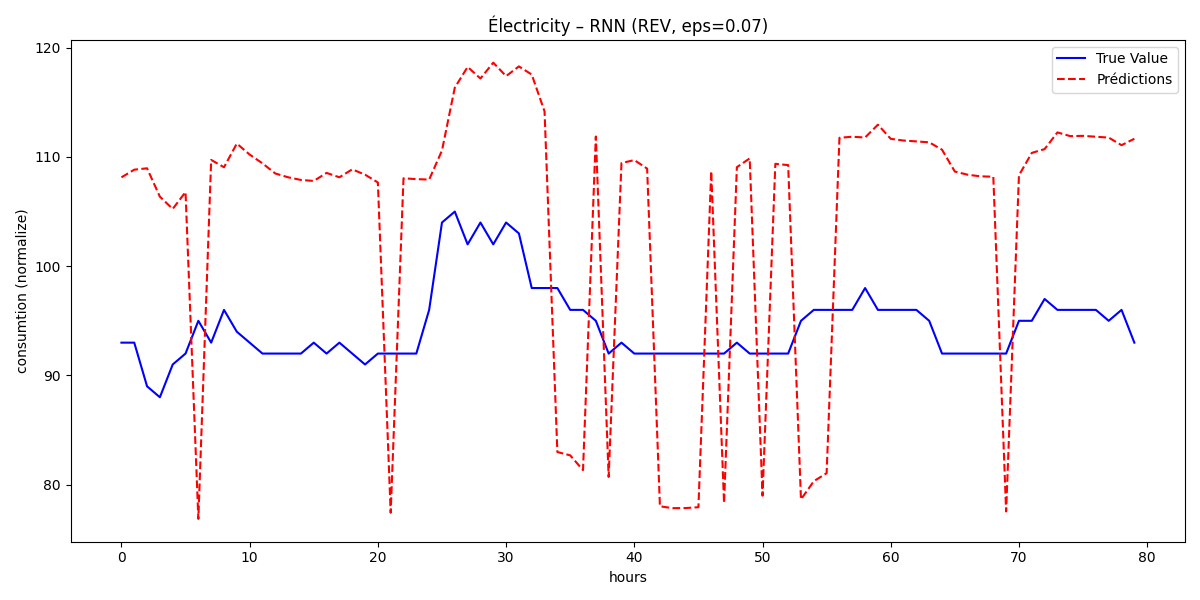 Électricity – RNN (REV, eps=0.07)
True Value
Prédictions
consumtion (normalize)
120
110
100
90
80
0 10 20 30 40 50 60 70 80
hours